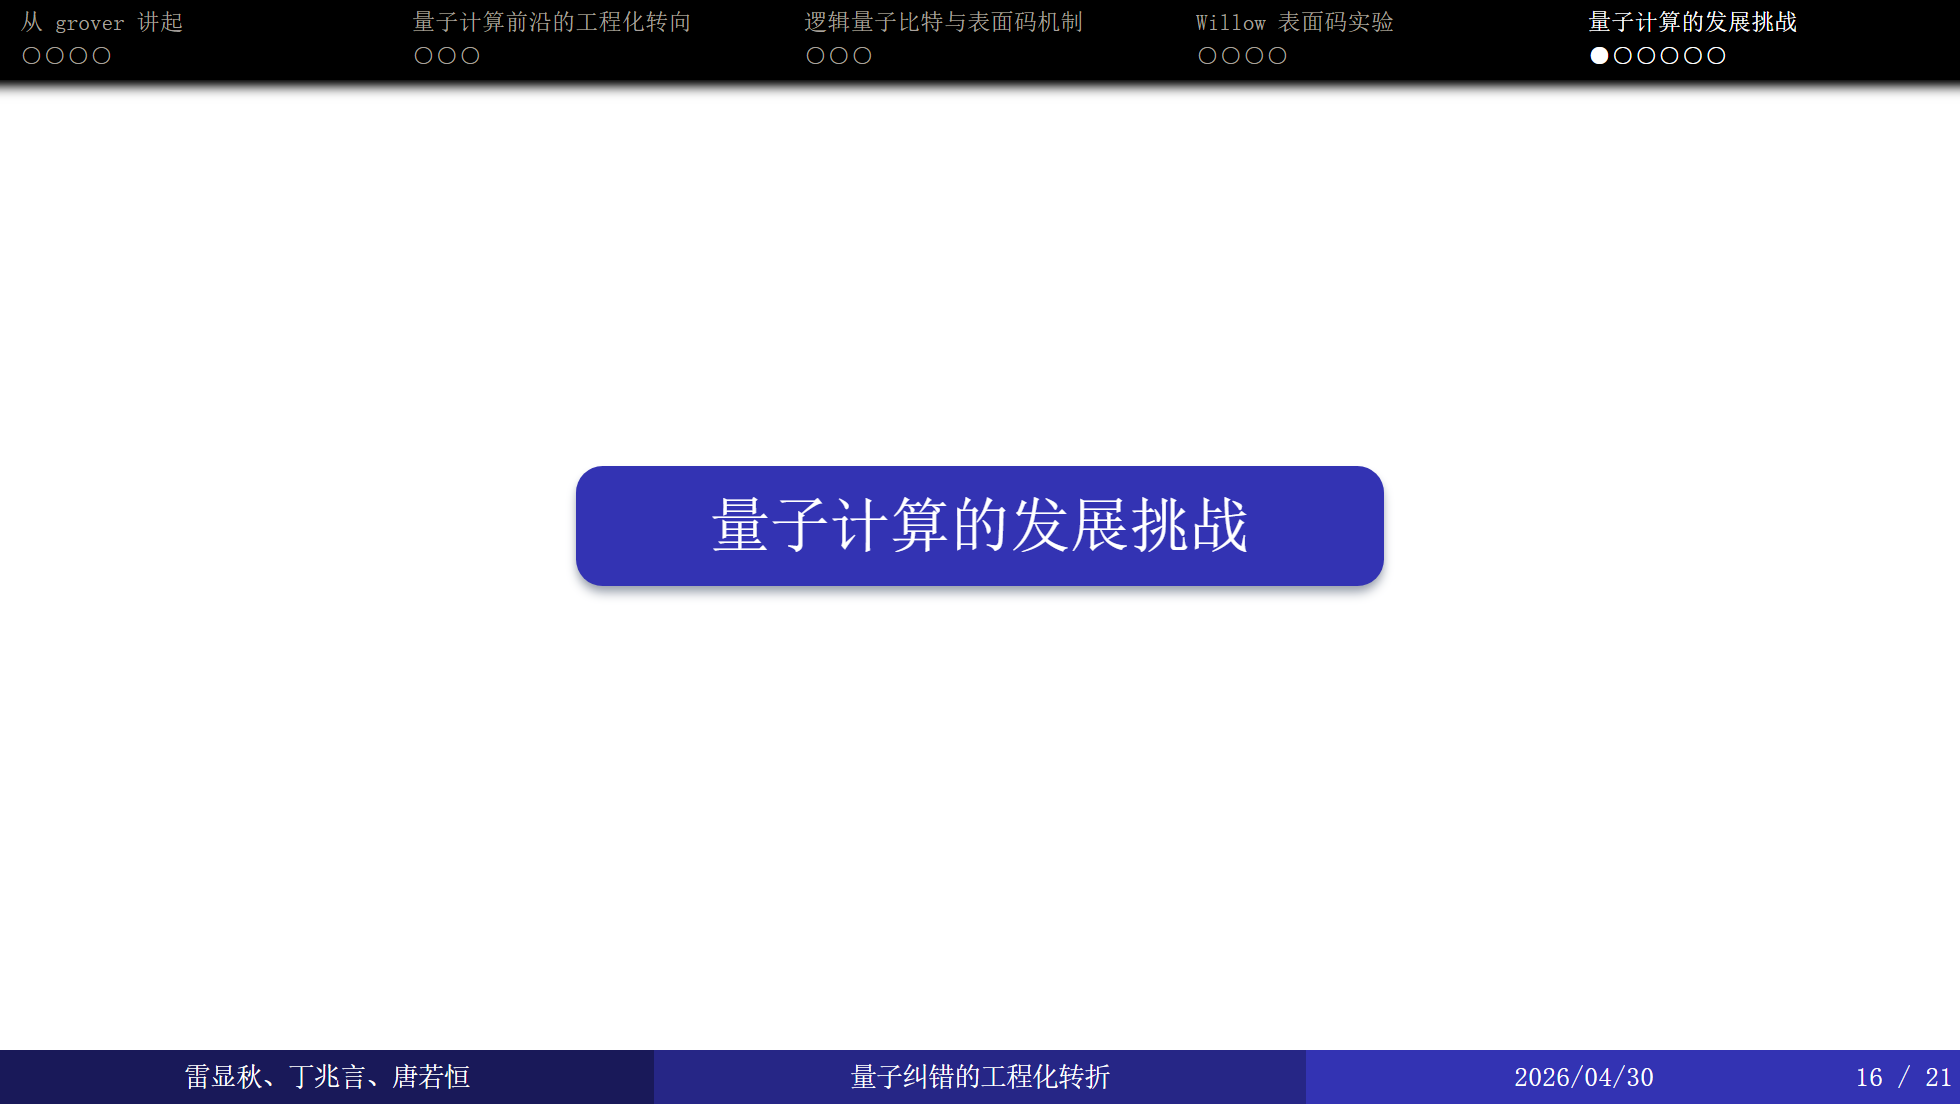 从 grover 讲起
量子计算前沿的工程化转向
逻辑量子比特与表面码机制
Willow 表面码实验
量子计算的发展挑战
量子计算的发展挑战
雷显秋、丁兆言、唐若恒
量子纠错的工程化转折
2026/04/30
16 / 21